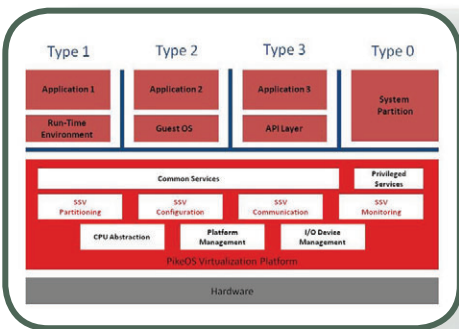 Type 1
Type 2
Type 3
Type 0
Application 1
Application 2
Application 3
System
Partition
Run-Time
Environment
Guest OS
API Layer
Common Services
Privileged
Services
SSV
Partitioning
SSV
Configuration
SSV
Communication
SSV
Monitoring
CPU Abstraction
Platform
Management
I/O Device
Management
PikeOS Virtualization Platform
Hardware